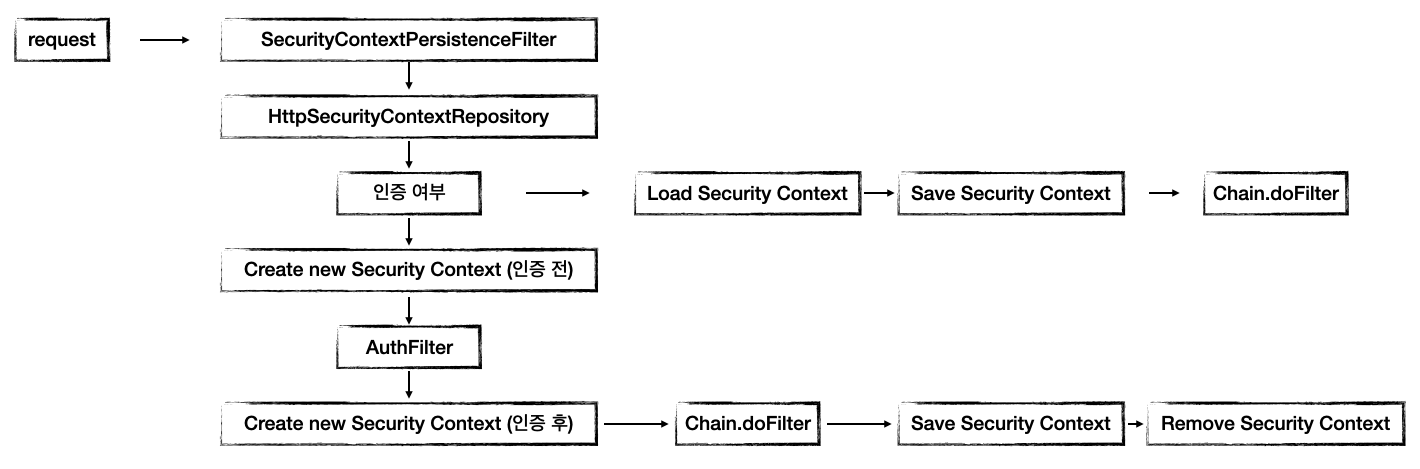 request
SecurityContextPersistenceFilter
HttpSecurityContextRepository
인증 여부
Load Security Context
Save Security Context
Chain.doFilter
Create new Security Context (인증 전)
AuthFilter
Create new Security Context (인증 후)
Chain.doFilter
Save Security Context
Remove Security Context